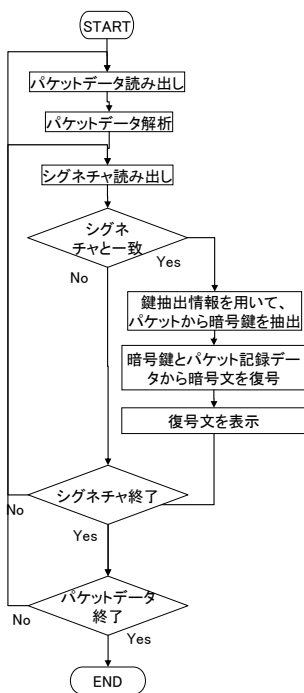 START
パケットデータ読み出し
パケットデータ解析
シグネチャ読み出し
シグネ
チャと一致
No
Yes
鍵抽出情報を用いて、
パケットから暗号鍵を抽出
暗号鍵とパケット記録デー
タから暗号文を復号
復号文を表示
シグネチャ終了
No
Yes
パケットデータ
終了
No
Yes
END